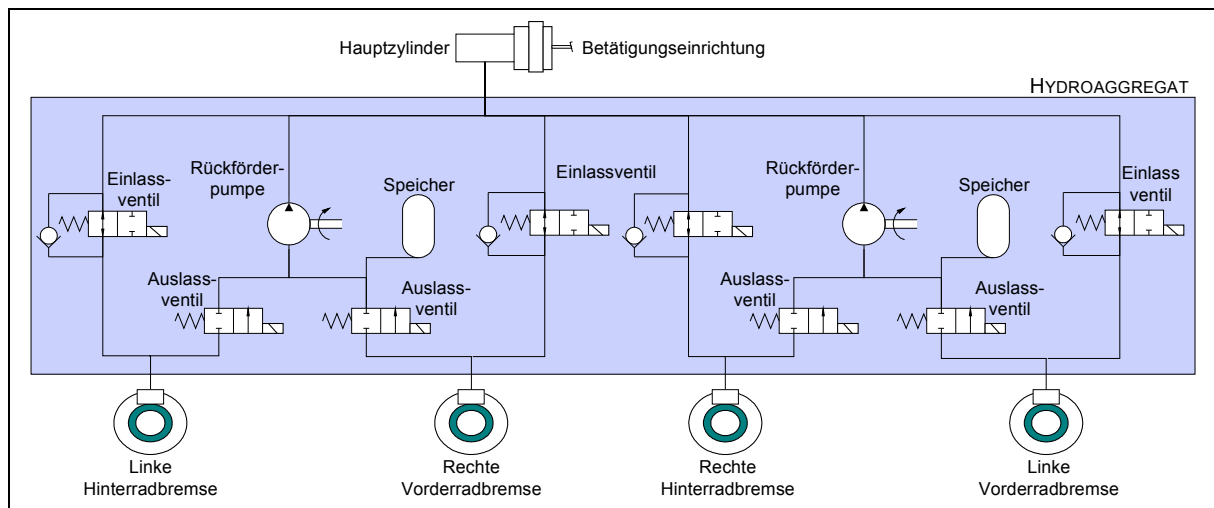 Hauptzylinder
Betätigungseinrichtung
HYDROAGGREGAT
Einlass-
ventil
Rückförder-
pumpe
Speicher
Einlassventil
Rückförder-
pumpe
Speicher
Einlass
ventil
Auslass-
ventil
Auslass-
ventil
Auslass-
ventil
Auslass-
ventil
Linke
Hinterradbremse
Rechte
Vorderradbremse
Rechte
Hinterradbremse
Linke
Vorderradbremse